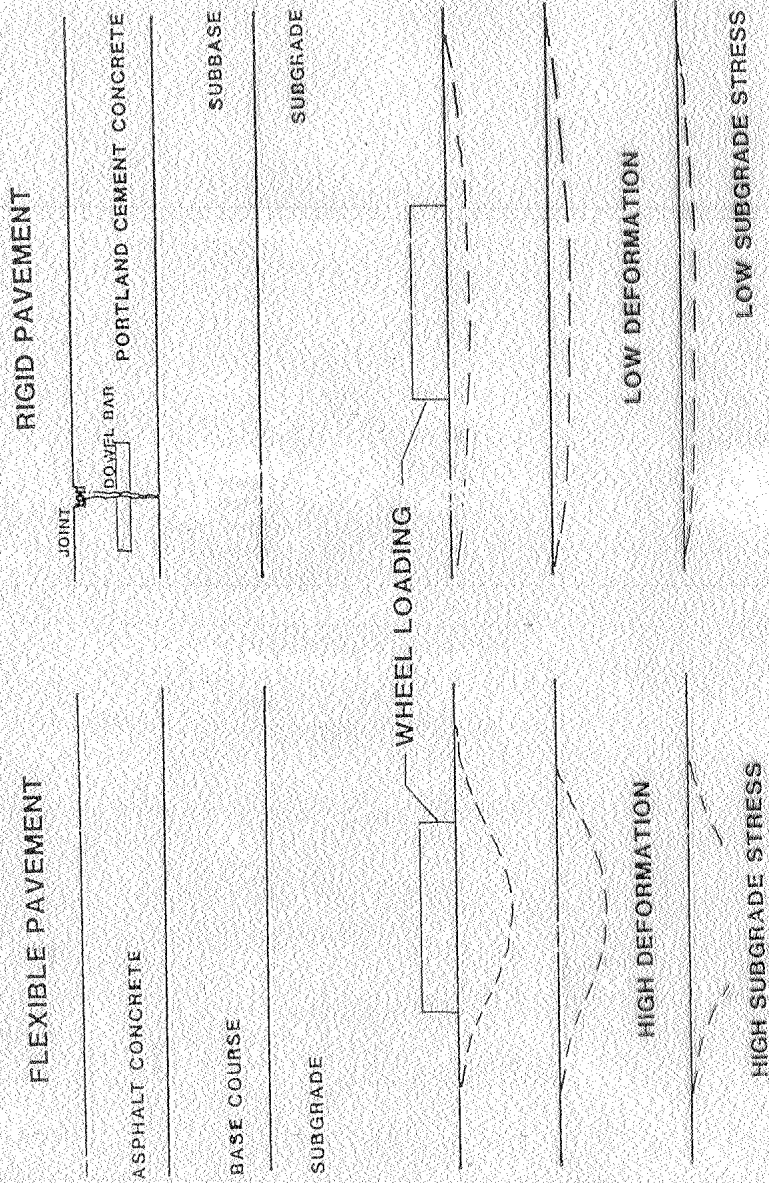 FLEXIBLE PAVEMENT
ASPHALT CONCRETE
BASE COURSE
SUBGRADE
RIGID PAVEMENT
JOINT
DOWEL BAR
PORTLAND CEMENT CONCRETE
SUBBASE
SUBGRADE
WHEEL LOADING
HIGH DEFORMATION
LOW DEFORMATION
HIGH SUBGRADE STRESS
LOW SUBGRADE STRESS